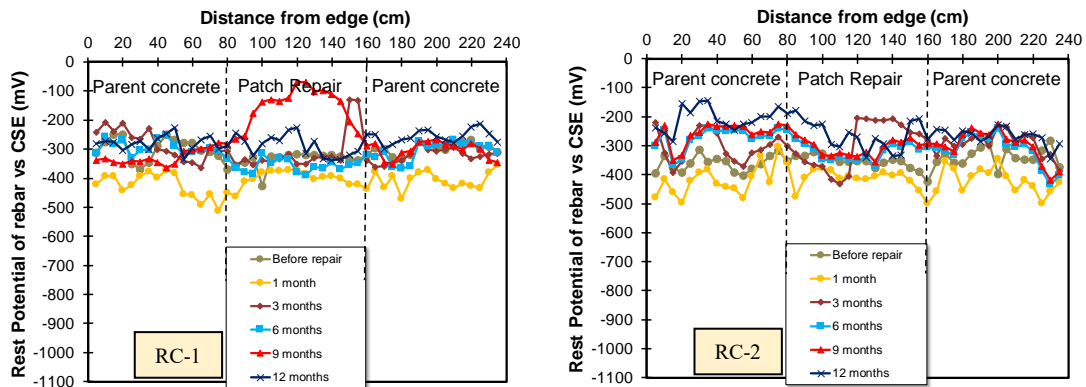 Distance from edge (cm)
0 20 40 60 80 100 120 140 160 180 200 220 240
Rest Potential of rebar vs CSE (mV)
0
-100
-200
-300
-400
-500
-600
-700
-800
-900
-1000
-1100
Parent concrete
Patch Repair
Parent concrete
Before repair
1 month
3 months
6 months
9 months
12 months
RC-1
Distance from edge (cm)
0 20 40 60 80 100 120 140 160 180 200 220 240
Rest Potential of rebar vs CSE (mV)
0
-100
-200
-300
-400
-500
-600
-700
-800
-900
-1000
-1100
Parent concrete
Patch Repair
Parent concrete
Before repair
1 month
3 months
6 months
9 months
12 months
RC-2